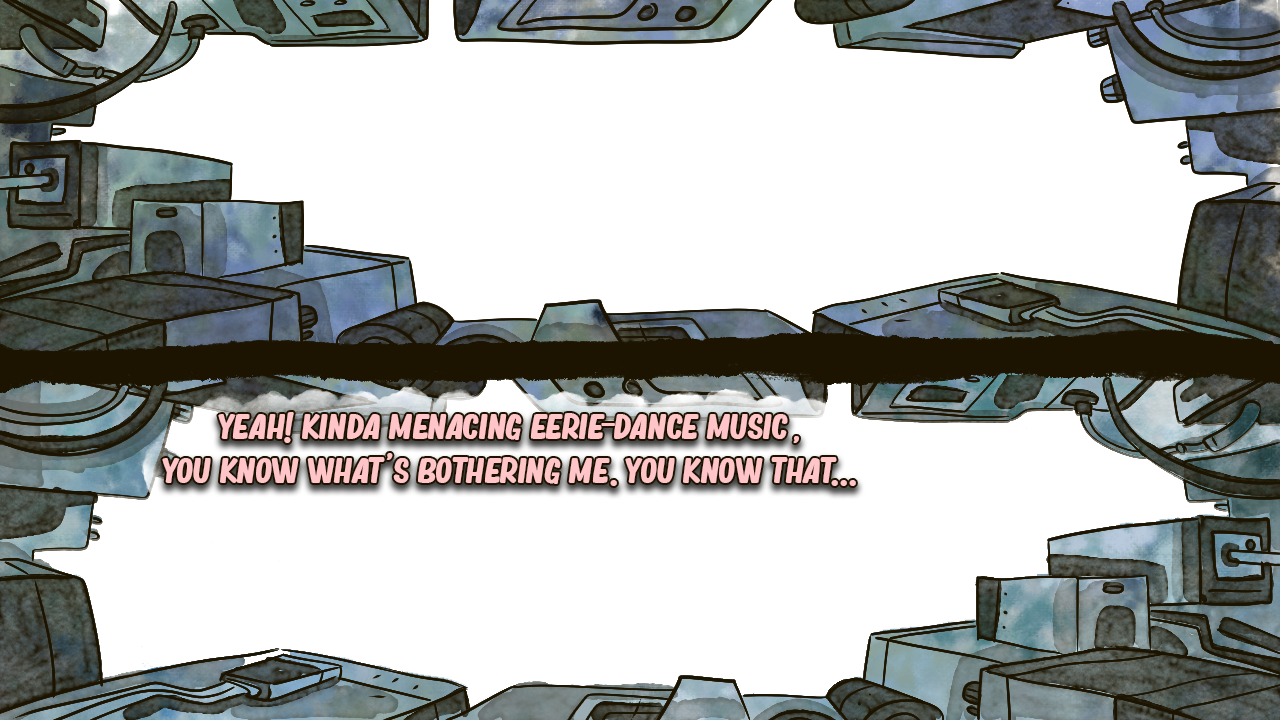 YEAH! KINDA MENACING EERIE-DANCE MUSIC,
YOU KNOW WHAT'S BOTHERING ME. YOU KNOW THAT...